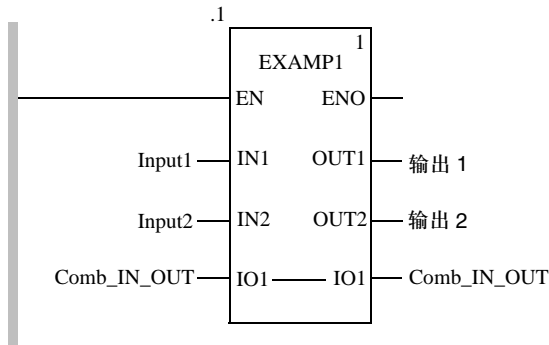 .1
1
EXAMP1
EN ENO
Input1 IN1 OUT1 输出 1
Input2 IN2 OUT2 输出 2
Comb_IN_OUT IO1 IO1 Comb_IN_OUT